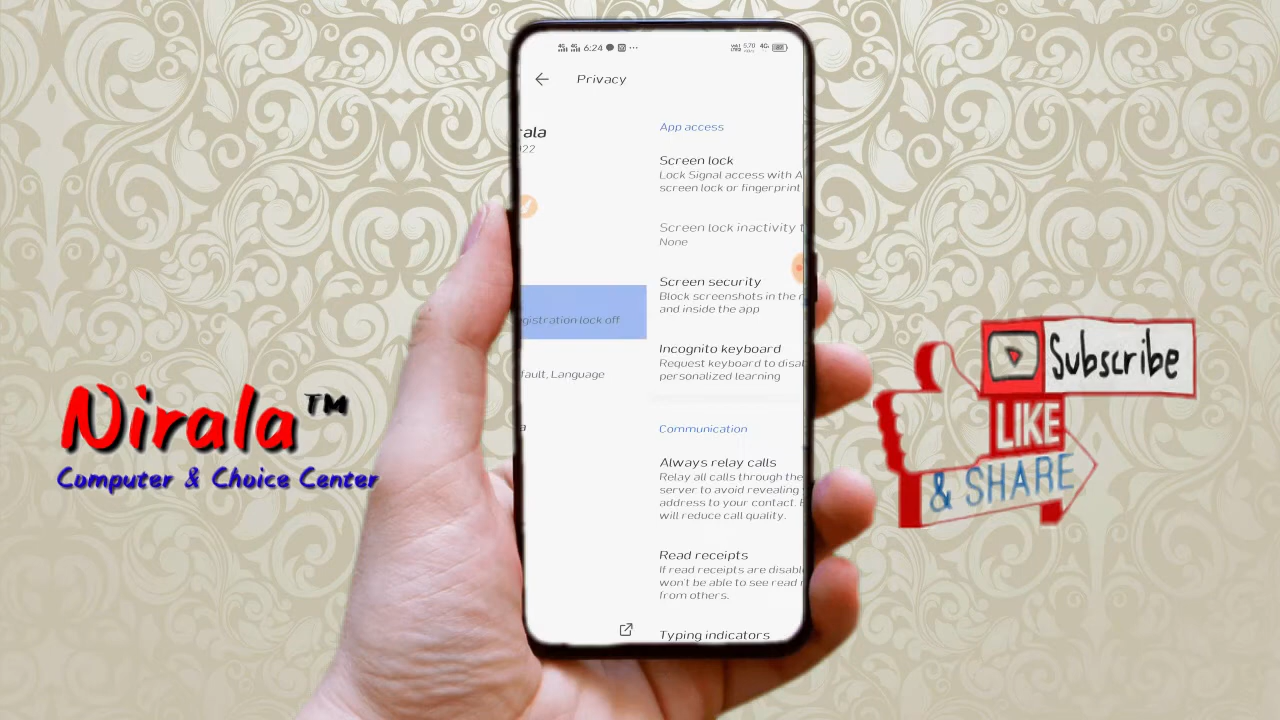 6:24
Privacy
App access
Screen lock
Lock Signal access with A
screen lock or fingerprint
Screen lock inactivity t
None
Screen security
Block screenshots in the r
and inside the app
Incognito keyboard
Request keyboard to disab
personalized learning
Communication
Always relay calls
Relay all calls through the
server to avoid revealing
address to your contact. E
will reduce call quality.
Read receipts
If read receipts are disabl
won't be able to see read r
from others.
Typing indicators
rala
022
gistration lock off
fault, Language
Nirala™
Computer & Choice Center
Subscribe
LIKE
& SHARE